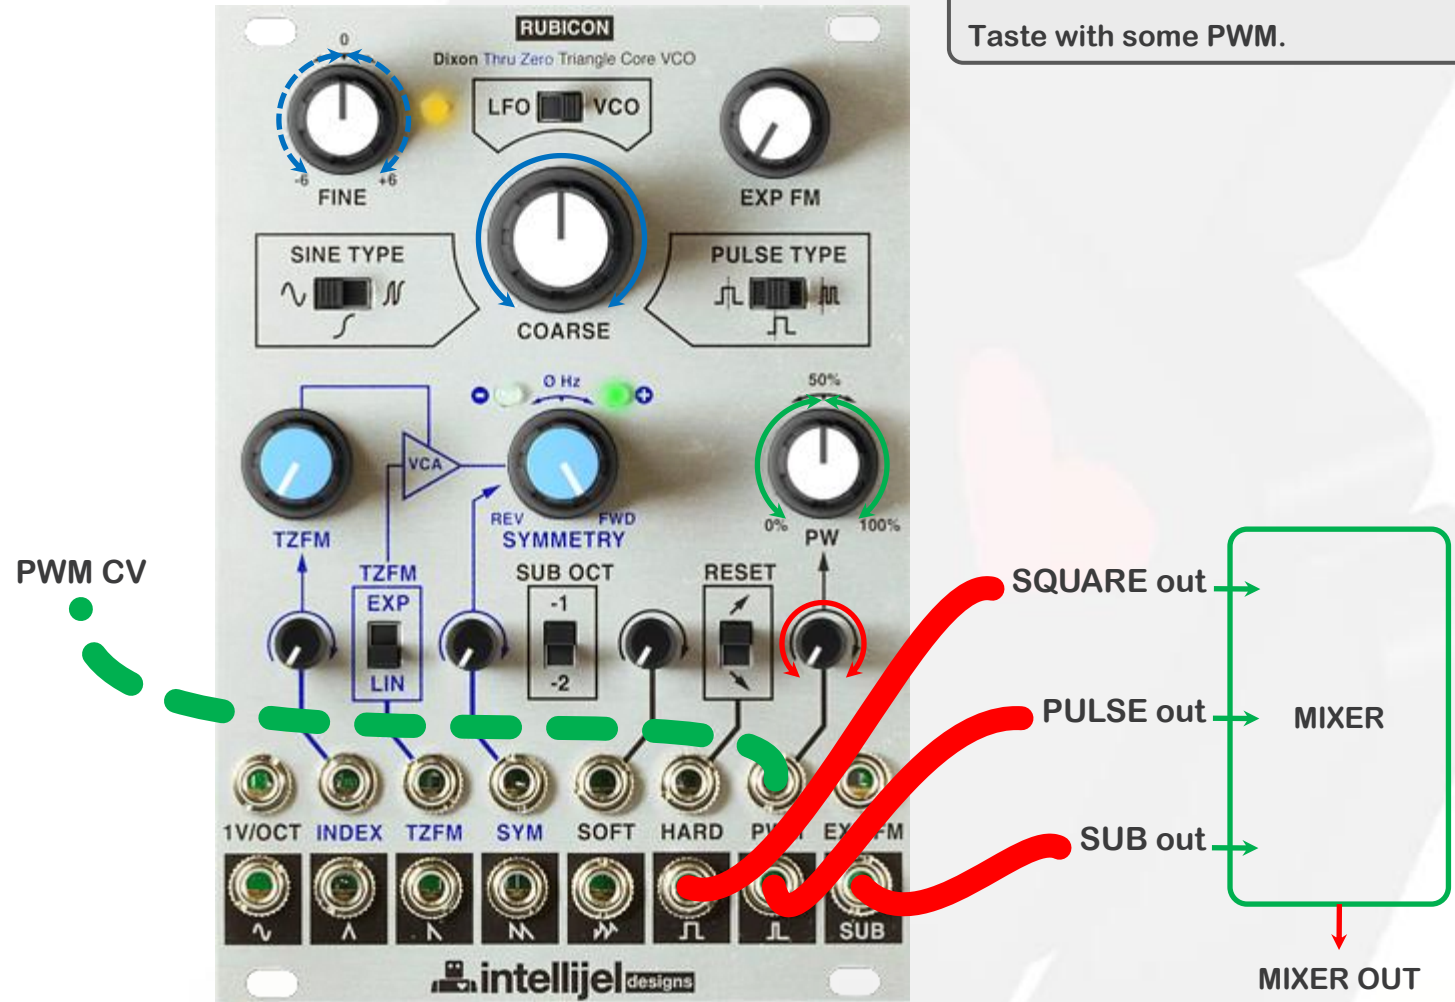 Taste with some PWM.
RUBICON
Dixon Thru Zero Triangle Core VCO
0
-6
+6
FINE
LFO
VCO
EXP FM
SINE TYPE
PULSE TYPE
COARSE
Ø Hz
50%
VCA
REV
FWD
SYMMETRY
TZFM
0%
100%
PW
PWM CV
TZFM
EXP
LIN
SUB OCT
-1
-2
RESET
SQUARE out
PULSE out
MIXER
SUB out
1V/OCT
INDEX
TZFM
SYM
SOFT
HARD
SUB
intellijel designs
MIXER OUT